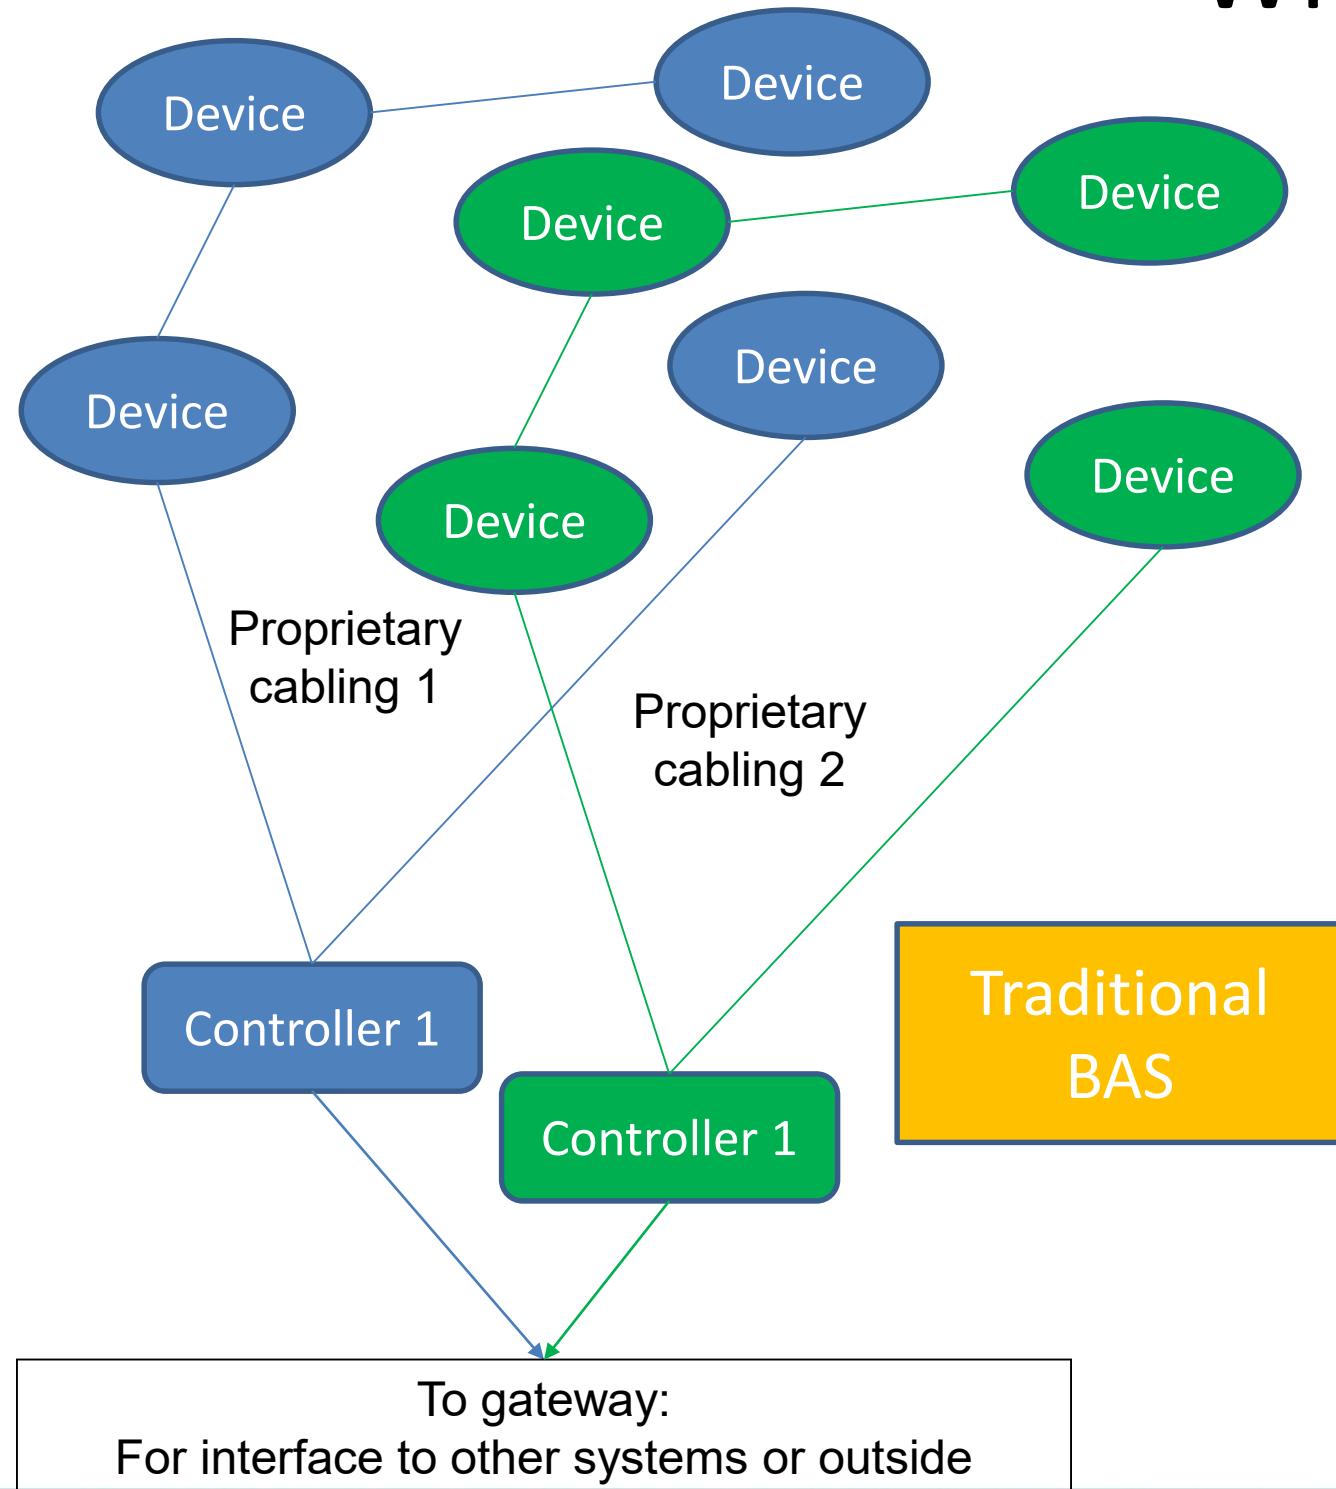 Device
Device
Device
Device
Device
Device
Device
Device
Proprietary
cabling 1
Proprietary
cabling 2
Controller 1
Traditional
BAS
Controller 1
To gateway:
For interface to other systems or outside